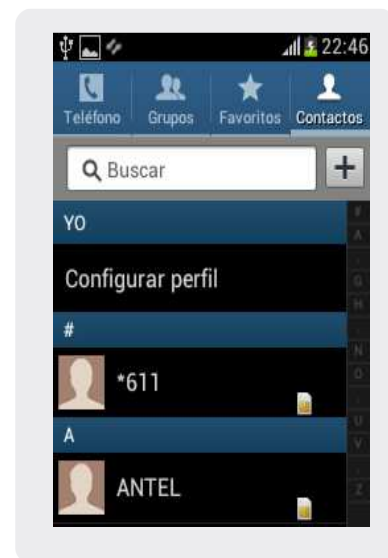 22:46
Teléfono Grupos Favoritos Contactos
Buscar
+
YO
Configurar perfil
#
*611
A
ANTEL
#
A
.
G
H
.
N
O
.
U
V
.
Z